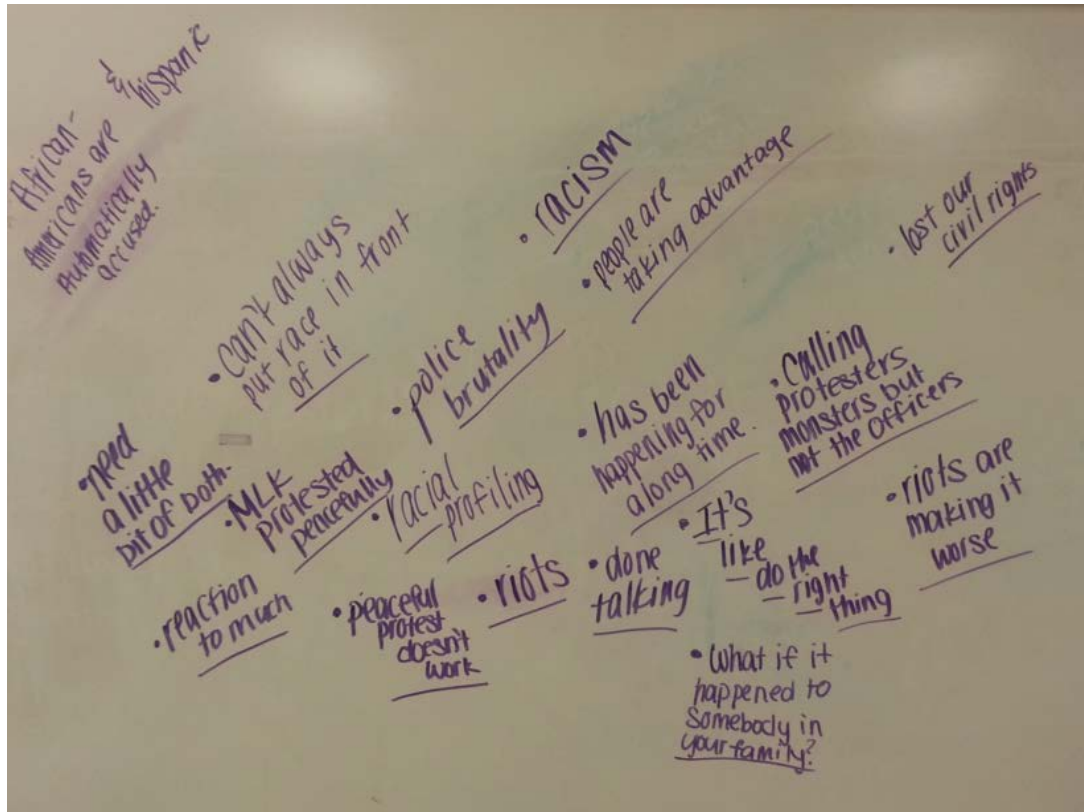 African-
Americans are
Automatically
accused.
& hispanic
• Can't always
put race in front
of it
• racism
• people are
taking advantage
• lost our
civil rights
• police
brutality
• has been
happening for
along time.
• calling
protesters
monsters but
not the Officers
• need
a little
bit of both.
• MLK
protested
peacefully
• racial
profiling
• It's
like
do the
right
thing
• riots are
making it
worse
• reaction
to much
• peaceful
protest
doesn't
work
• riots
• done
talking
• What if it
happened to
somebody in
your family?